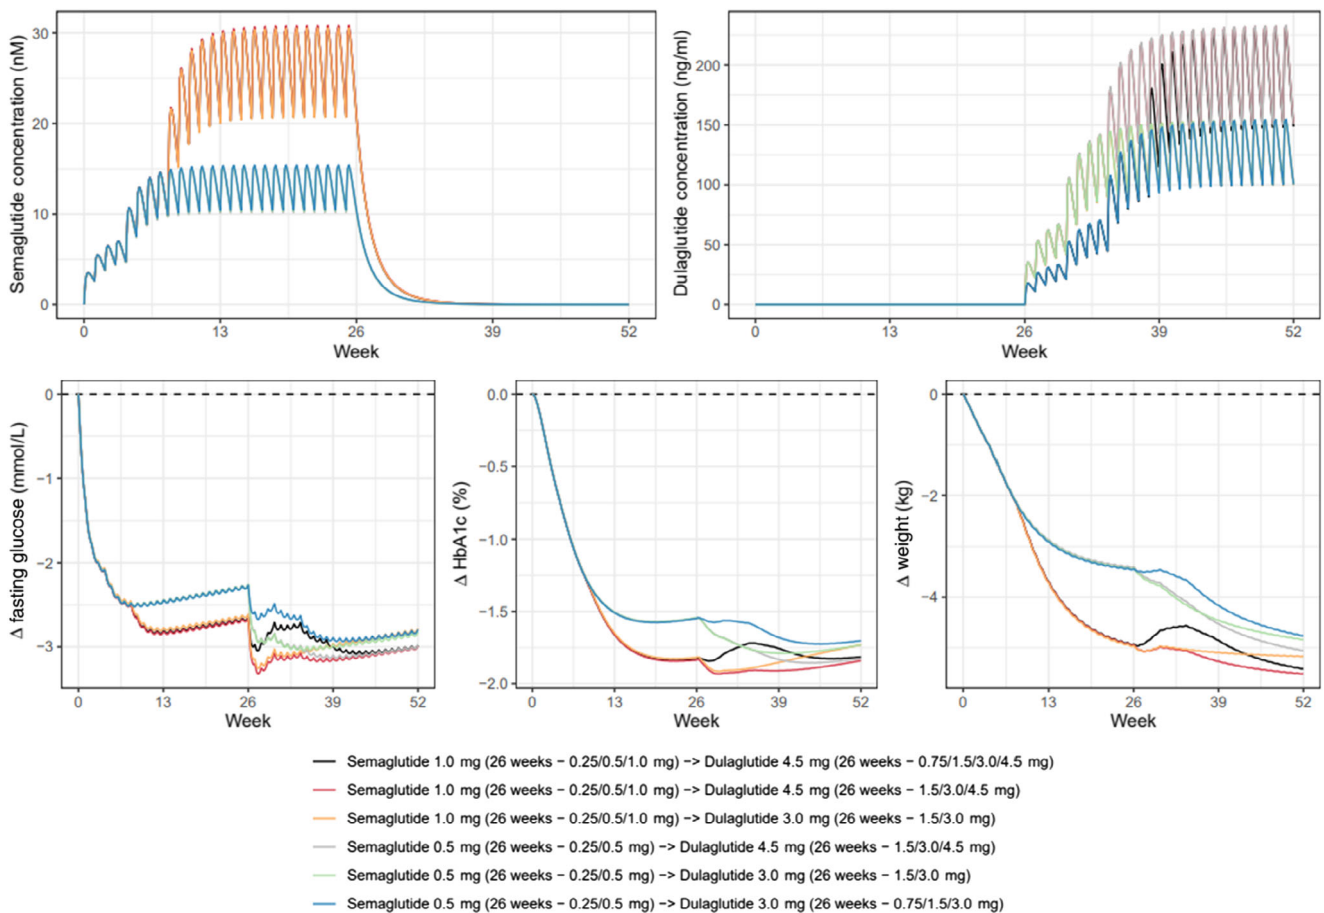 Semaglutide concentration (nM)
30
20
10
0
0 13 26 39 52
Week
Dulaglutide concentration (ng/ml)
200
150
100
50
0
0 13 26 39 52
Week
Δ fasting glucose (mmol/L)
0
−1
−2
−3
0 13 26 39 52
Week
Δ HbA1c (%)
0.0
−0.5
−1.0
−1.5
−2.0
0 13 26 39 52
Week
Δ weight (kg)
0
−2
−4
0 13 26 39 52
Week
Semaglutide 1.0 mg (26 weeks − 0.25/0.5/1.0 mg) −> Dulaglutide 4.5 mg (26 weeks − 0.75/1.5/3.0/4.5 mg)
Semaglutide 1.0 mg (26 weeks − 0.25/0.5/1.0 mg) −> Dulaglutide 4.5 mg (26 weeks − 1.5/3.0/4.5 mg)
Semaglutide 1.0 mg (26 weeks − 0.25/0.5/1.0 mg) −> Dulaglutide 3.0 mg (26 weeks − 1.5/3.0 mg)
Semaglutide 0.5 mg (26 weeks − 0.25/0.5 mg) −> Dulaglutide 4.5 mg (26 weeks − 1.5/3.0/4.5 mg)
Semaglutide 0.5 mg (26 weeks − 0.25/0.5 mg) −> Dulaglutide 3.0 mg (26 weeks − 1.5/3.0 mg)
Semaglutide 0.5 mg (26 weeks − 0.25/0.5 mg) −> Dulaglutide 3.0 mg (26 weeks − 0.75/1.5/3.0 mg)